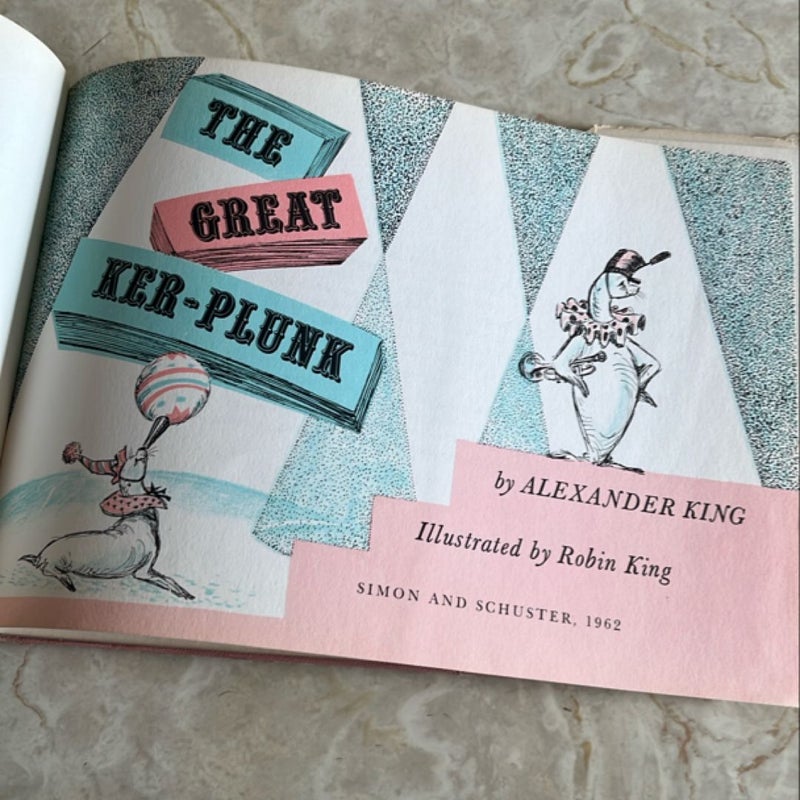 THE
GREAT
KER-PLUNK
by ALEXANDER KING
Illustrated by Robin King
SIMON AND SCHUSTER, 1962